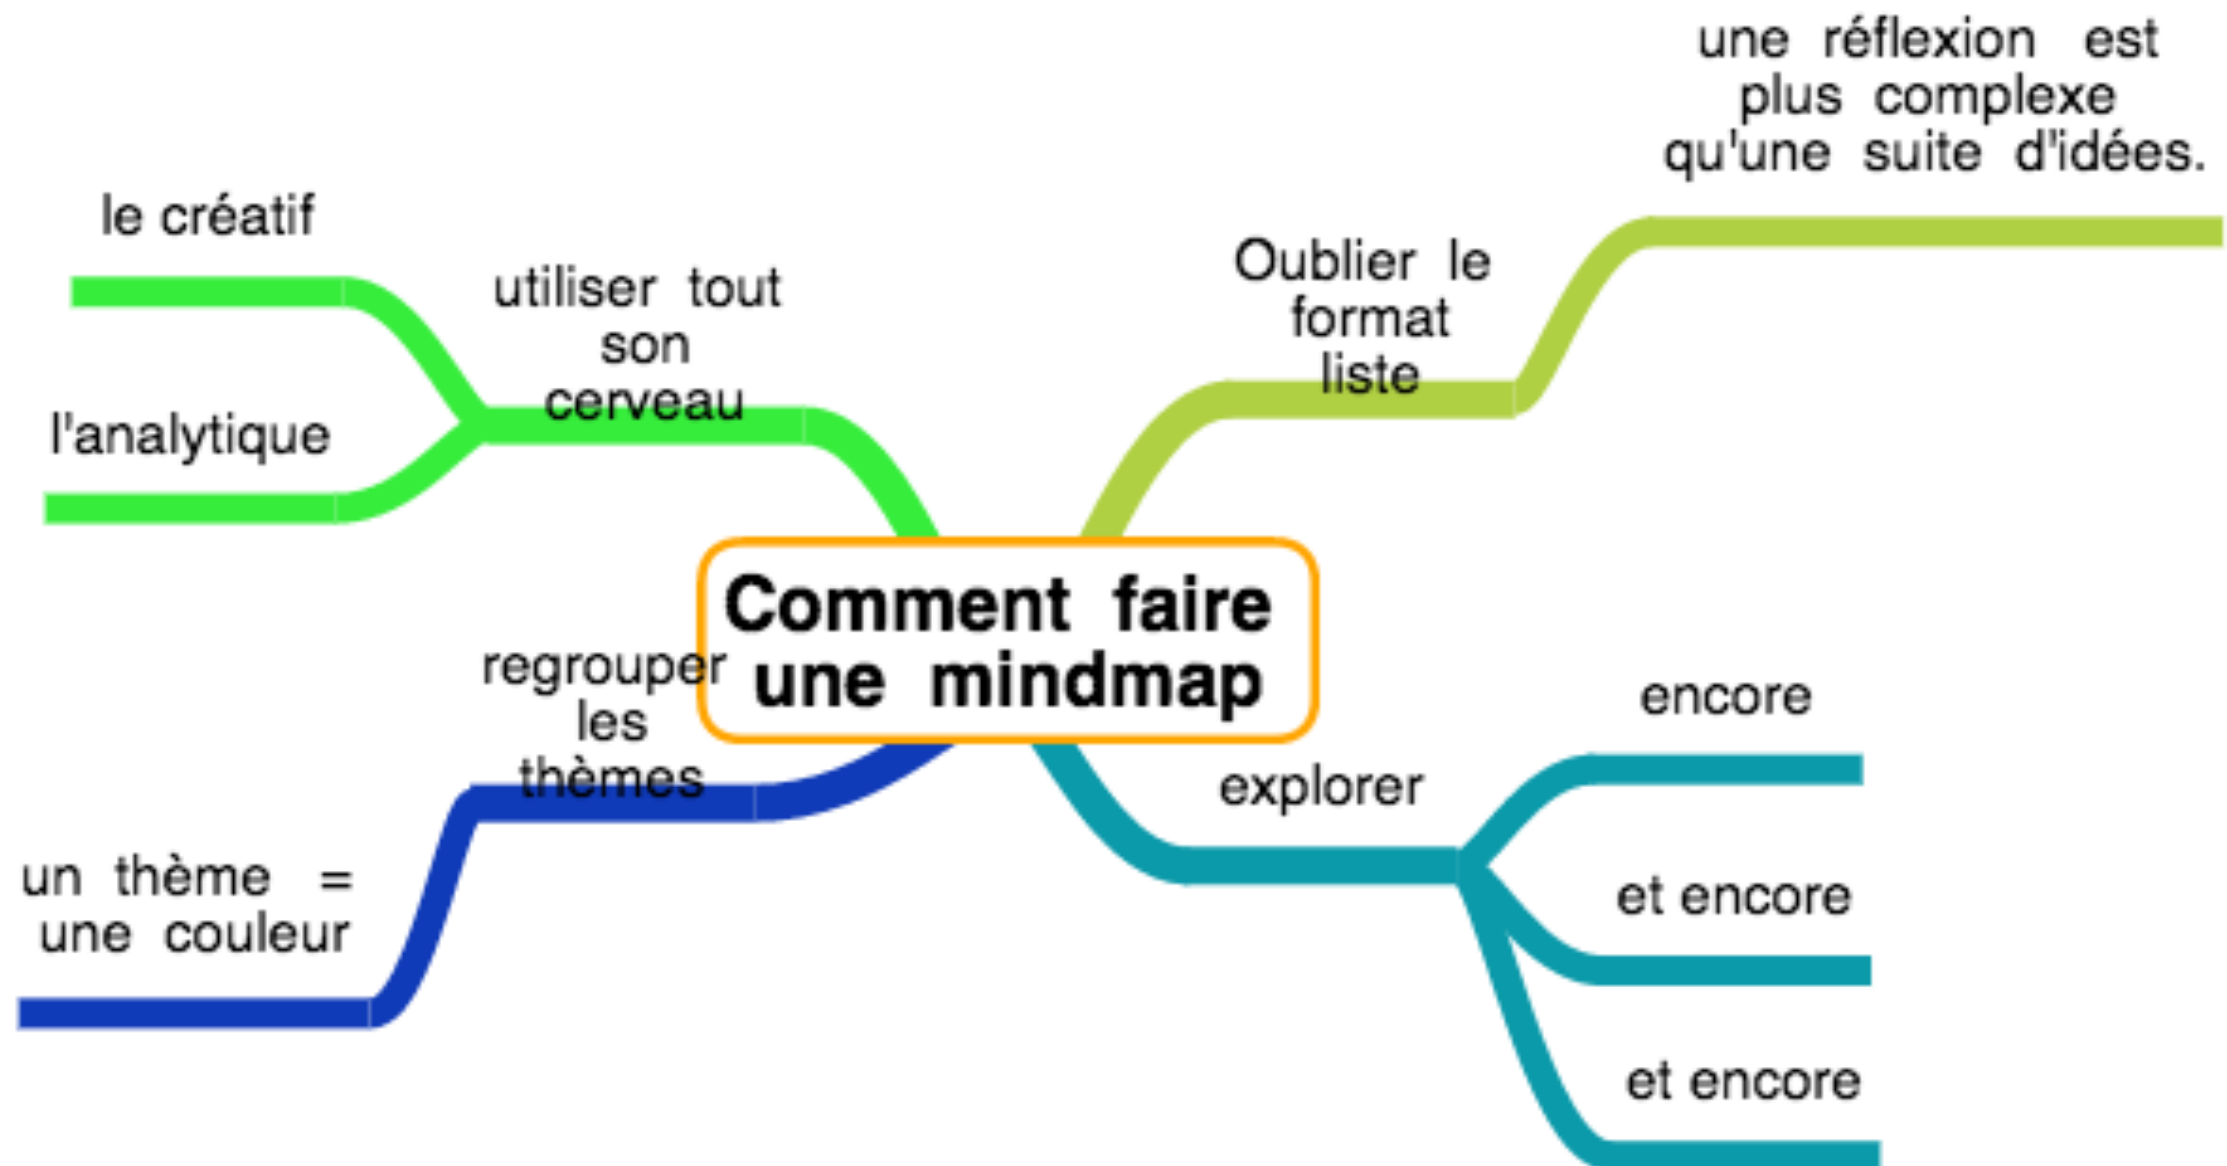 une réflexion est
plus complexe
qu'une suite d'idées.
Oublier le
format
liste
le créatif
utiliser tout
son
cerveau
l'analytique
Comment faire
une mindmap
regrouper
les
thèmes
un thème =
une couleur
explorer
encore
et encore
et encore